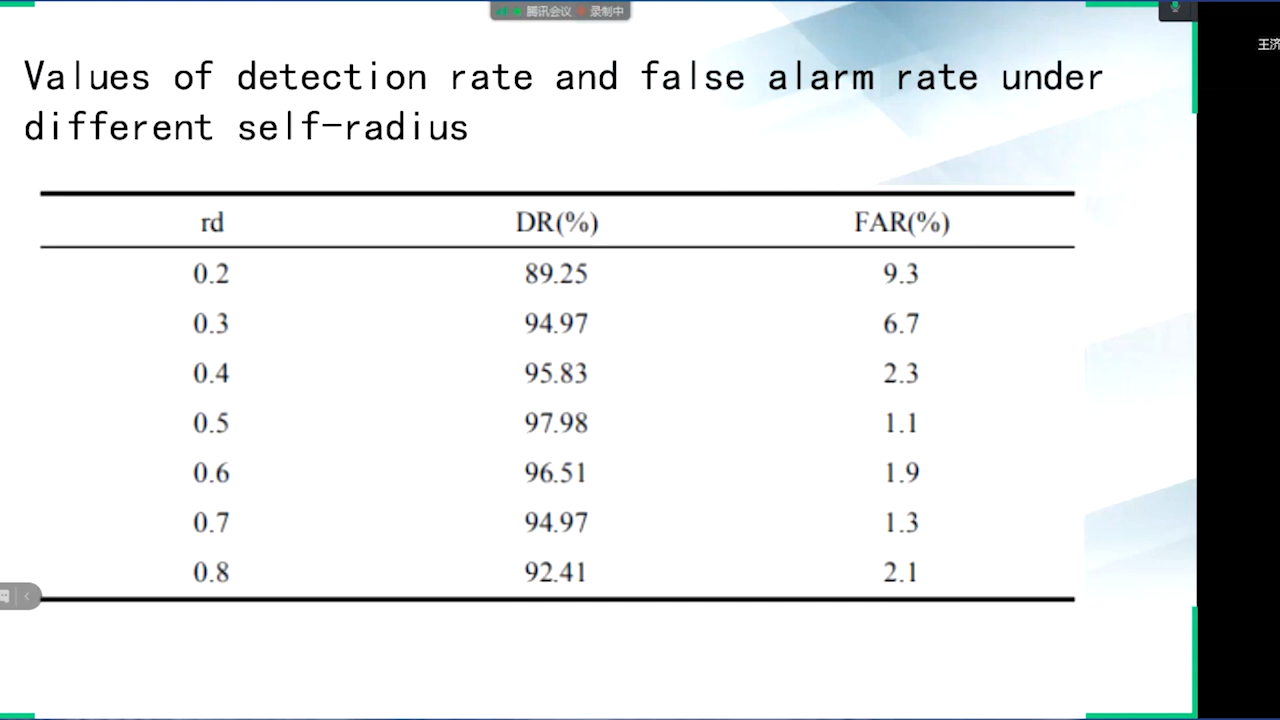 腾讯会议 录制中
王济
Values of detection rate and false alarm rate under
different self-radius
rd DR(%) FAR(%)
0.2 89.25 9.3
0.3 94.97 6.7
0.4 95.83 2.3
0.5 97.98 1.1
0.6 96.51 1.9
0.7 94.97 1.3
0.8 92.41 2.1